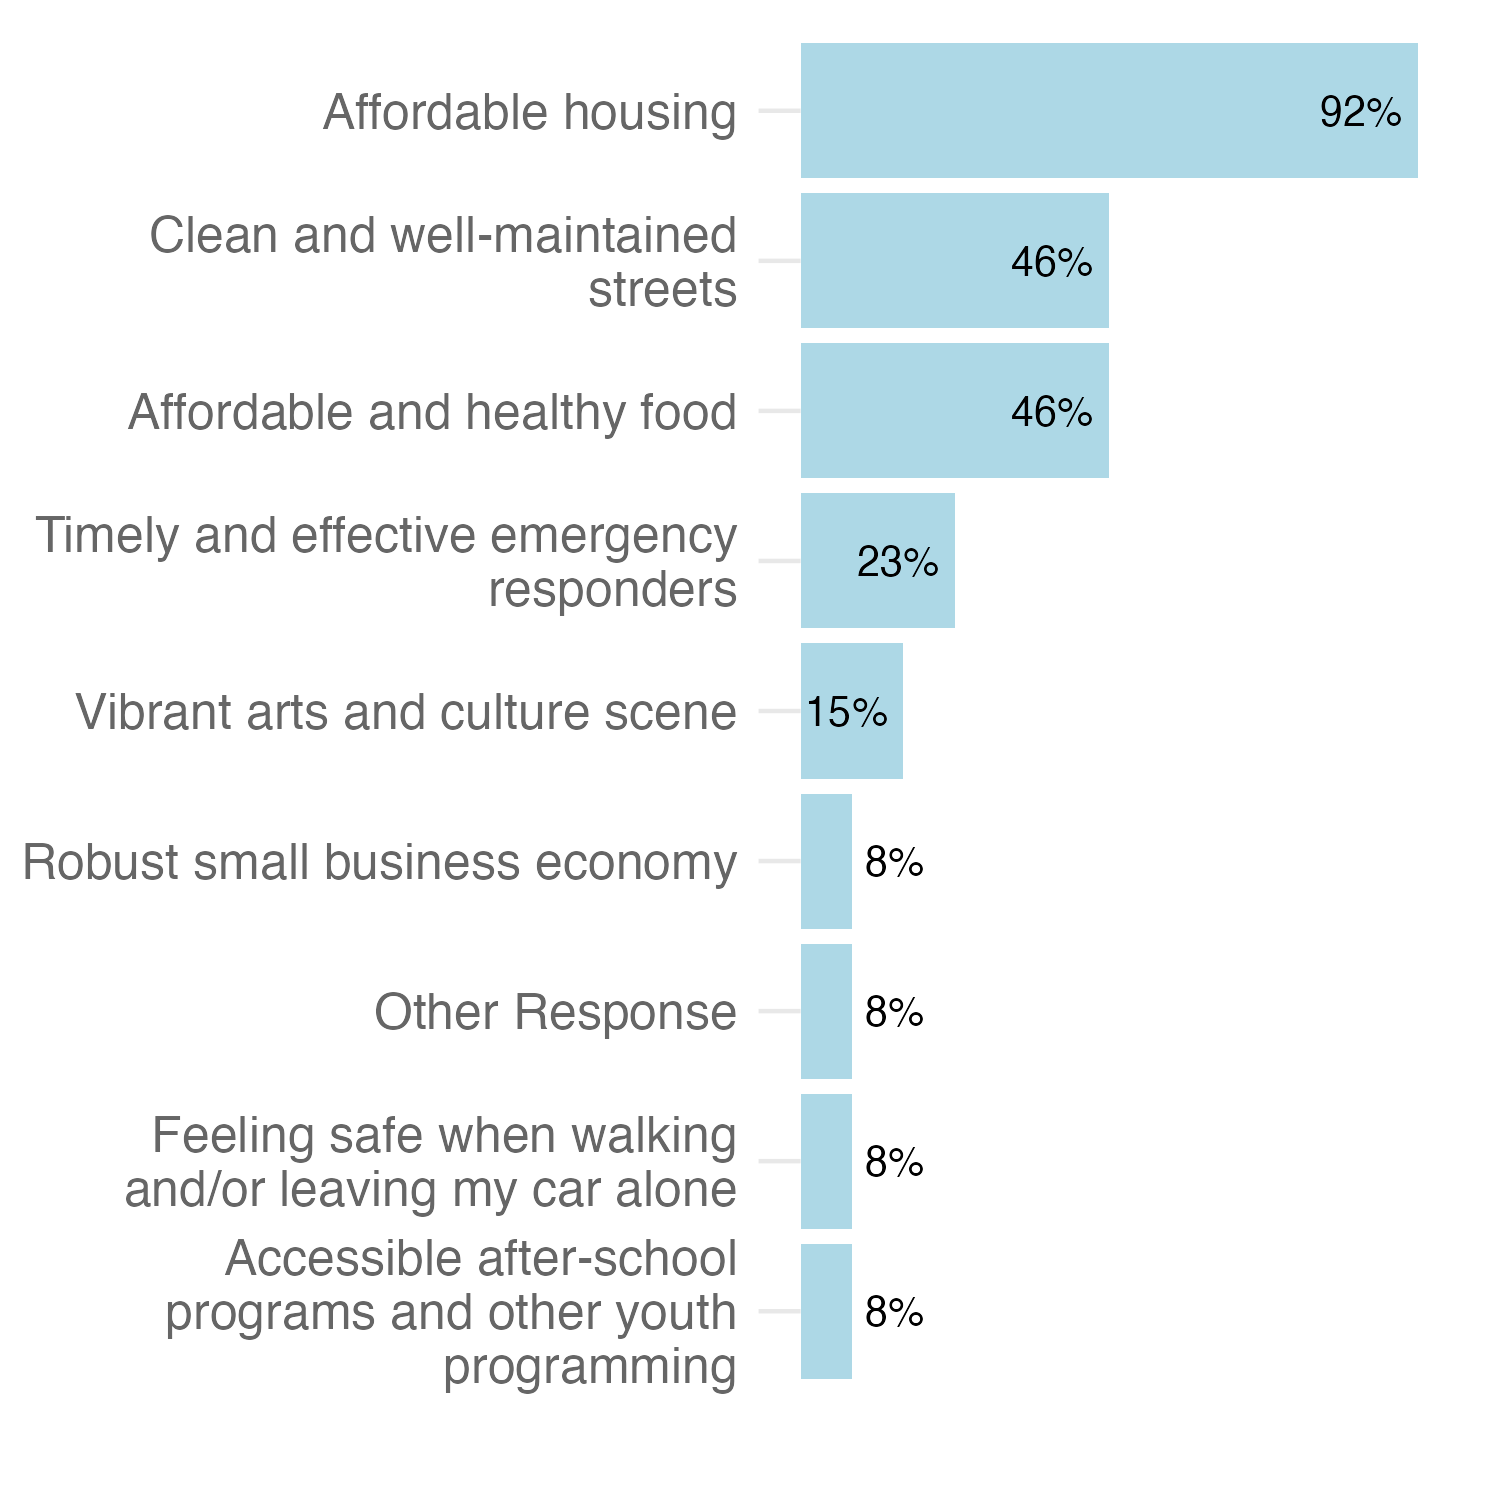 Affordable housing
92%
Clean and well-maintained
streets
46%
Affordable and healthy food
46%
Timely and effective emergency
responders
23%
Vibrant arts and culture scene
15%
Robust small business economy
8%
Other Response
8%
Feeling safe when walking
and/or leaving my car alone
8%
Accessible after-school
programs and other youth
programming
8%